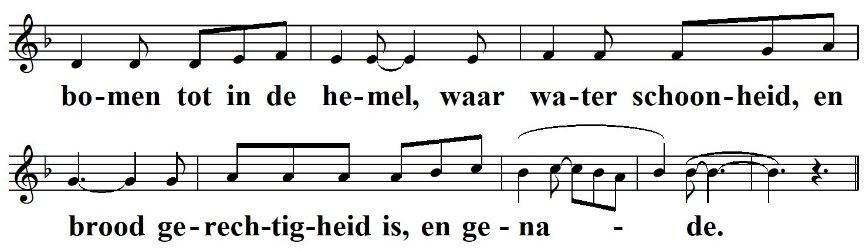 bo-men tot in de he-mel, waar wa-ter schoon-heid, en
brood ge-rech-tig-heid is, en ge-na - de.